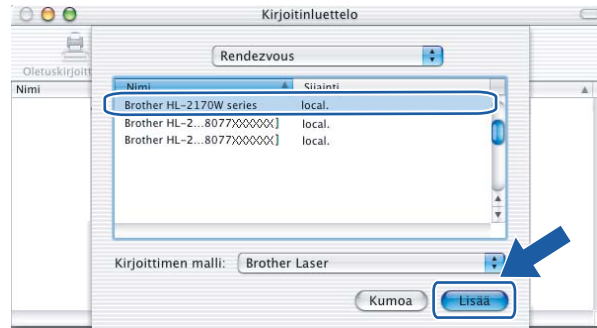 Kirjoitinluettelo
Rendezvous
Oletuskirjoitt
Nimi
Nimi Sijainti
Brother HL-2170W series local.
Brother HL-2...8077XXXXXX] local.
Brother HL-2...8077XXXXXX] local.
Kirjoittimen malli: Brother Laser
Kumoa Lisää